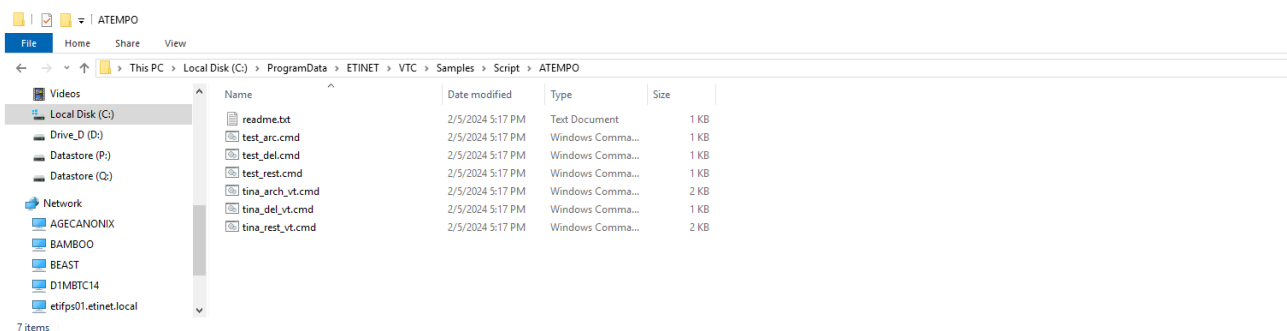 ATEMPO
File Home Share View
This PC > Local Disk (C:) > ProgramData > ETINET > VTC > Samples > Script > ATEMPO
Videos
Local Disk (C:)
Drive_D (D:)
Datastore (P:)
Datastore (Q:)
Network
AGECANONIX
BAMBOO
BEAST
D1MBTC14
etifps01.etinet.local
Name Date modified Type Size
readme.txt 2/5/2024 5:17 PM Text Document 1 KB
test_arc.cmd 2/5/2024 5:17 PM Windows Comma... 1 KB
test_del.cmd 2/5/2024 5:17 PM Windows Comma... 1 KB
test_rest.cmd 2/5/2024 5:17 PM Windows Comma... 1 KB
tina_arch_vt.cmd 2/5/2024 5:17 PM Windows Comma... 2 KB
tina_del_vt.cmd 2/5/2024 5:17 PM Windows Comma... 1 KB
tina_rest_vt.cmd 2/5/2024 5:17 PM Windows Comma... 2 KB
7 items